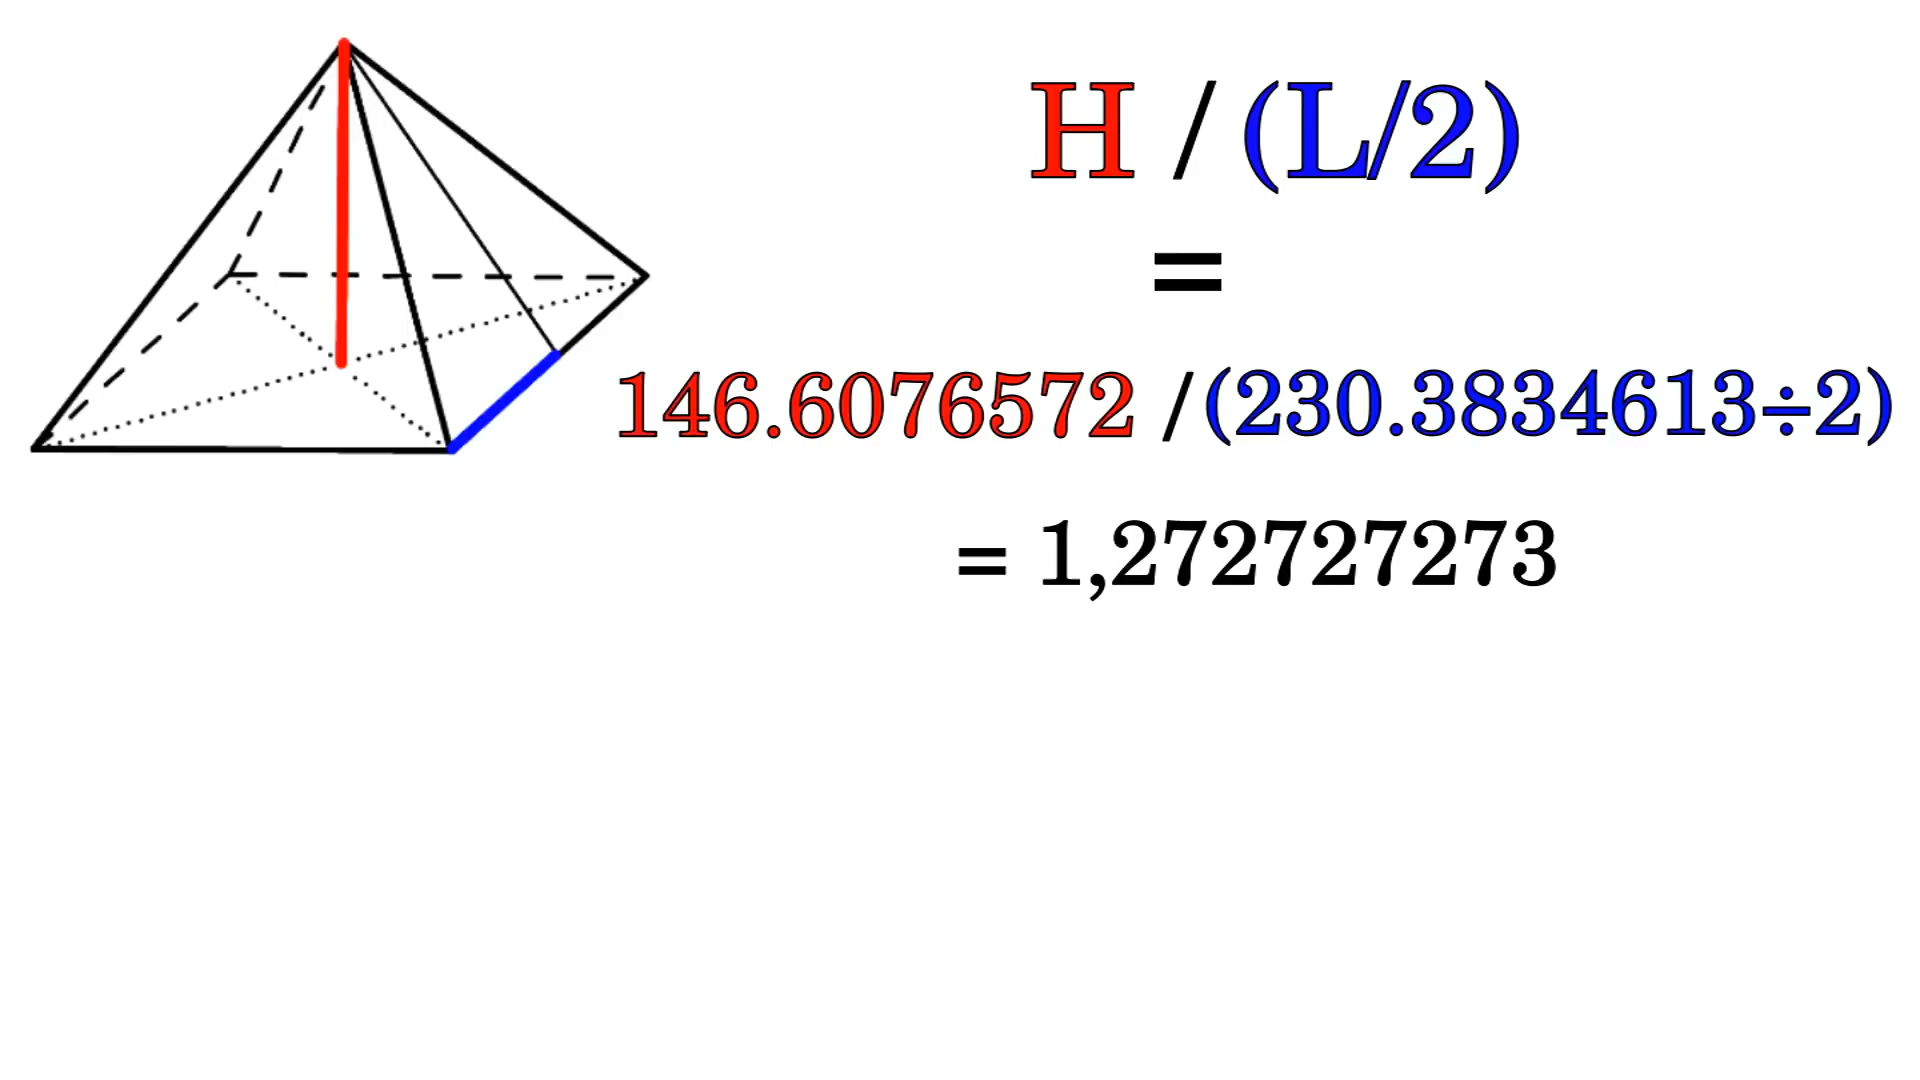 H / (L/2)
=
146.6076572 /(230.3834613÷2)
= 1,272727273